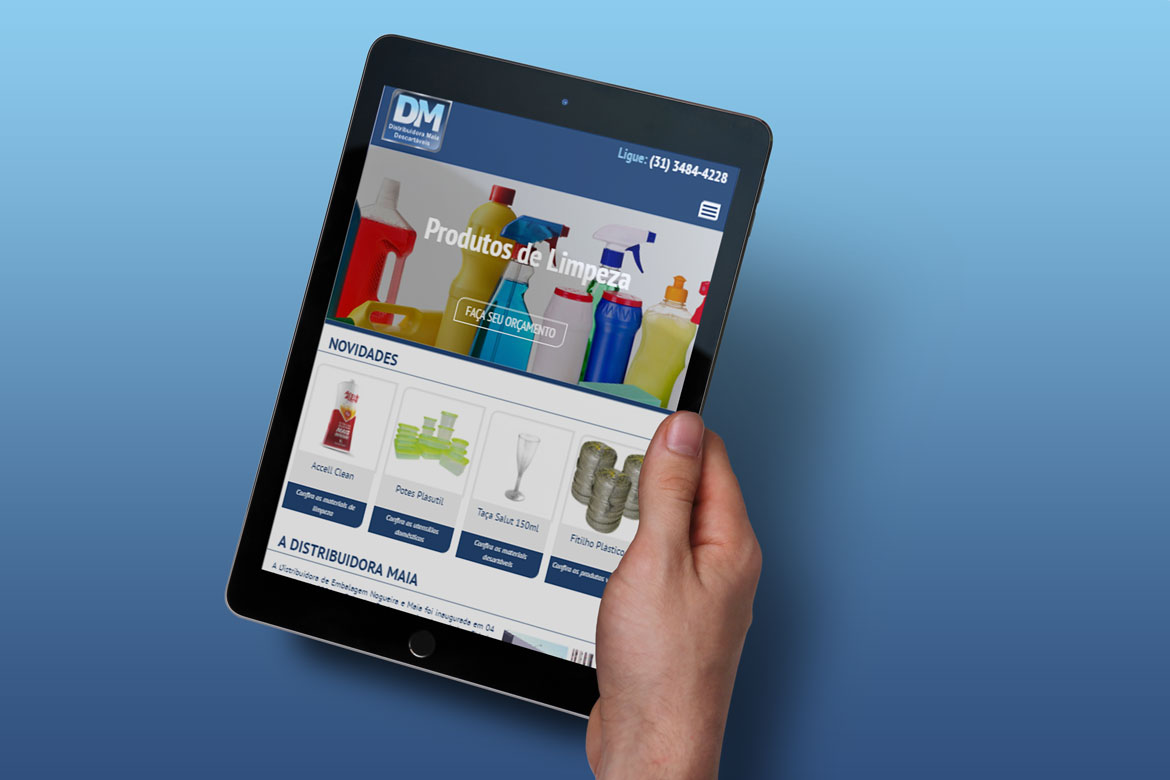 DM
Distribuidora Maia
Descartáveis
Ligue: (31) 3484-4228
Produtos de Limpeza
FAÇA SEU ORÇAMENTO
NOVIDADES
Accell Clean
Confira os materiais de
limpeza
Potes Plasutil
Confira os utensílios
domésticos
Taça Salut 150ml
Confira os materiais
descartáveis
Fitilho Plástico
Confira os produtos
A DISTRIBUIDORA MAIA
A Distribuidora de Embalagem Nogueira e Maia foi inaugurada em 04